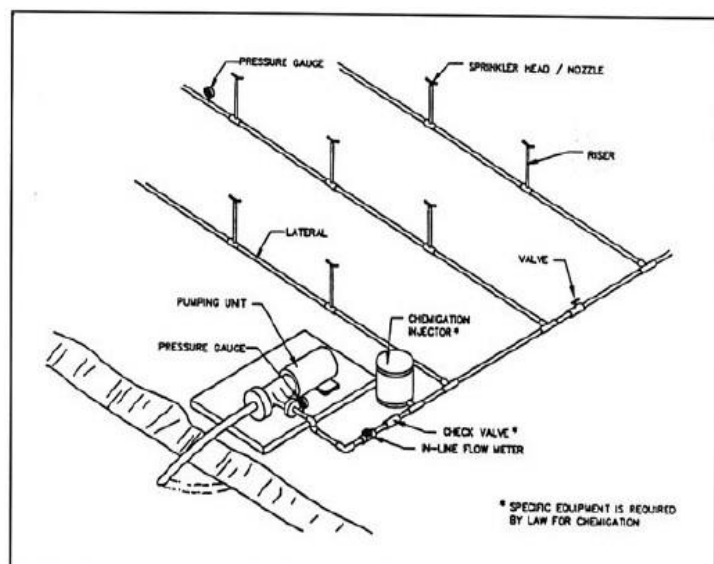 PRESSURE GAUGE
SPRINKLER HEAD / NOZZLE
RISER
LATERAL
VALVE
PUMPING UNIT
CHEMIGATION
INJECTOR*
PRESSURE GAUGE
CHECK VALVE*
IN-LINE FLOW METER
* SPECIFIC EQUIPMENT IS REQUIRED
BY LAW FOR CHEMIGATION